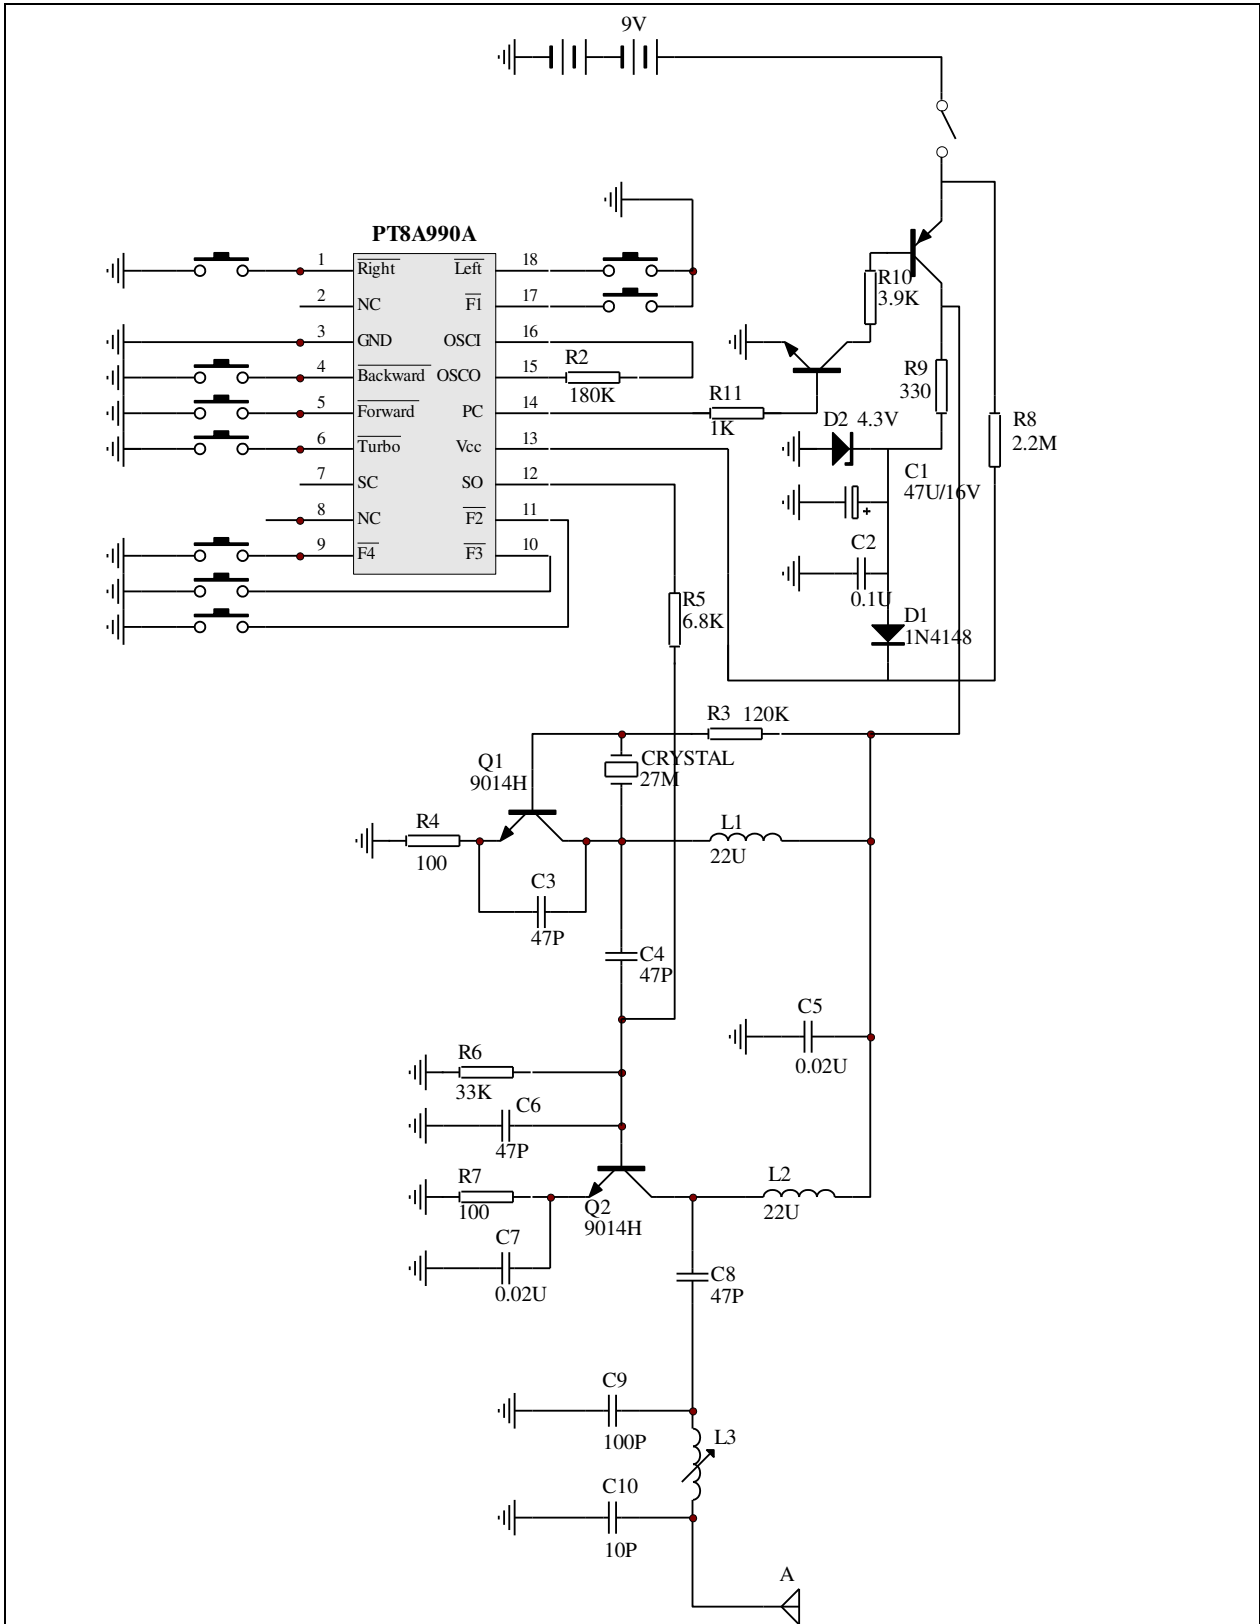 9V
PT8A990A
1 Right Left 18
2 NC F1 17
3 GND OSCI 16
4 Backward OSCO 15
5 Forward PC 14
6 Turbo Vcc 13
7 SC SO 12
8 NC F2 11
9 F4 F3 10
R2
180K
R10
3.9K
R9
330
R11
1K
D2 4.3V
R8
2.2M
C1
47U/16V
+
C2
0.1U
R5
6.8K
D1
1N4148
R3 120K
CRYSTAL
27M
Q1
9014H
R4
100
L1
22U
C3
47P
C4
47P
C5
0.02U
R6
33K
C6
47P
R7
100
Q2
9014H
L2
22U
C7
0.02U
C8
47P
C9
100P
L3
C10
10P
A